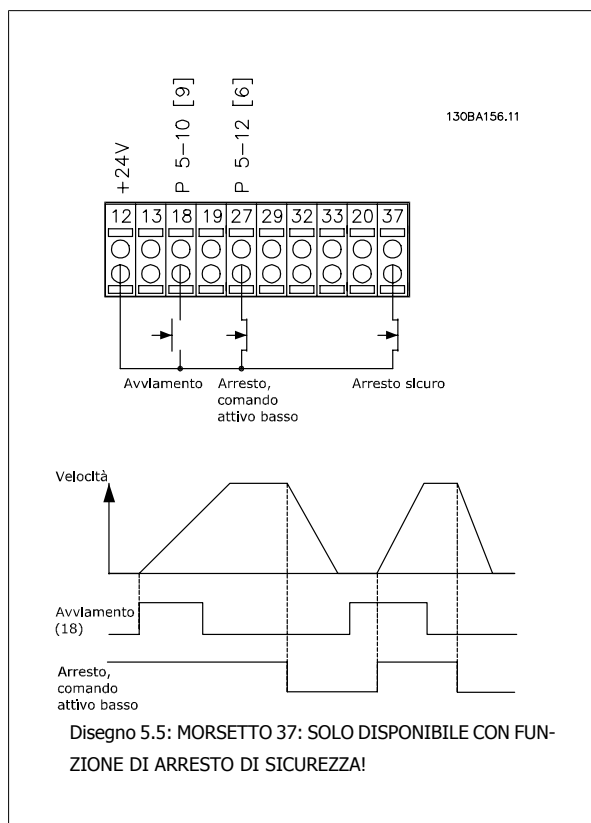 130BA156.11
+24V
P 5-10 [9]
P 5-12 [6]
12 13 18 19 27 29 32 33 20 37
Avviamento
Arresto,
comando
attivo basso
Arresto sicuro
Velocità
Avviamento
(18)
Arresto,
comando
attivo basso
Disegno 5.5: MORSETTO 37: SOLO DISPONIBILE CON FUN-
ZIONE DI ARRESTO DI SICUREZZA!